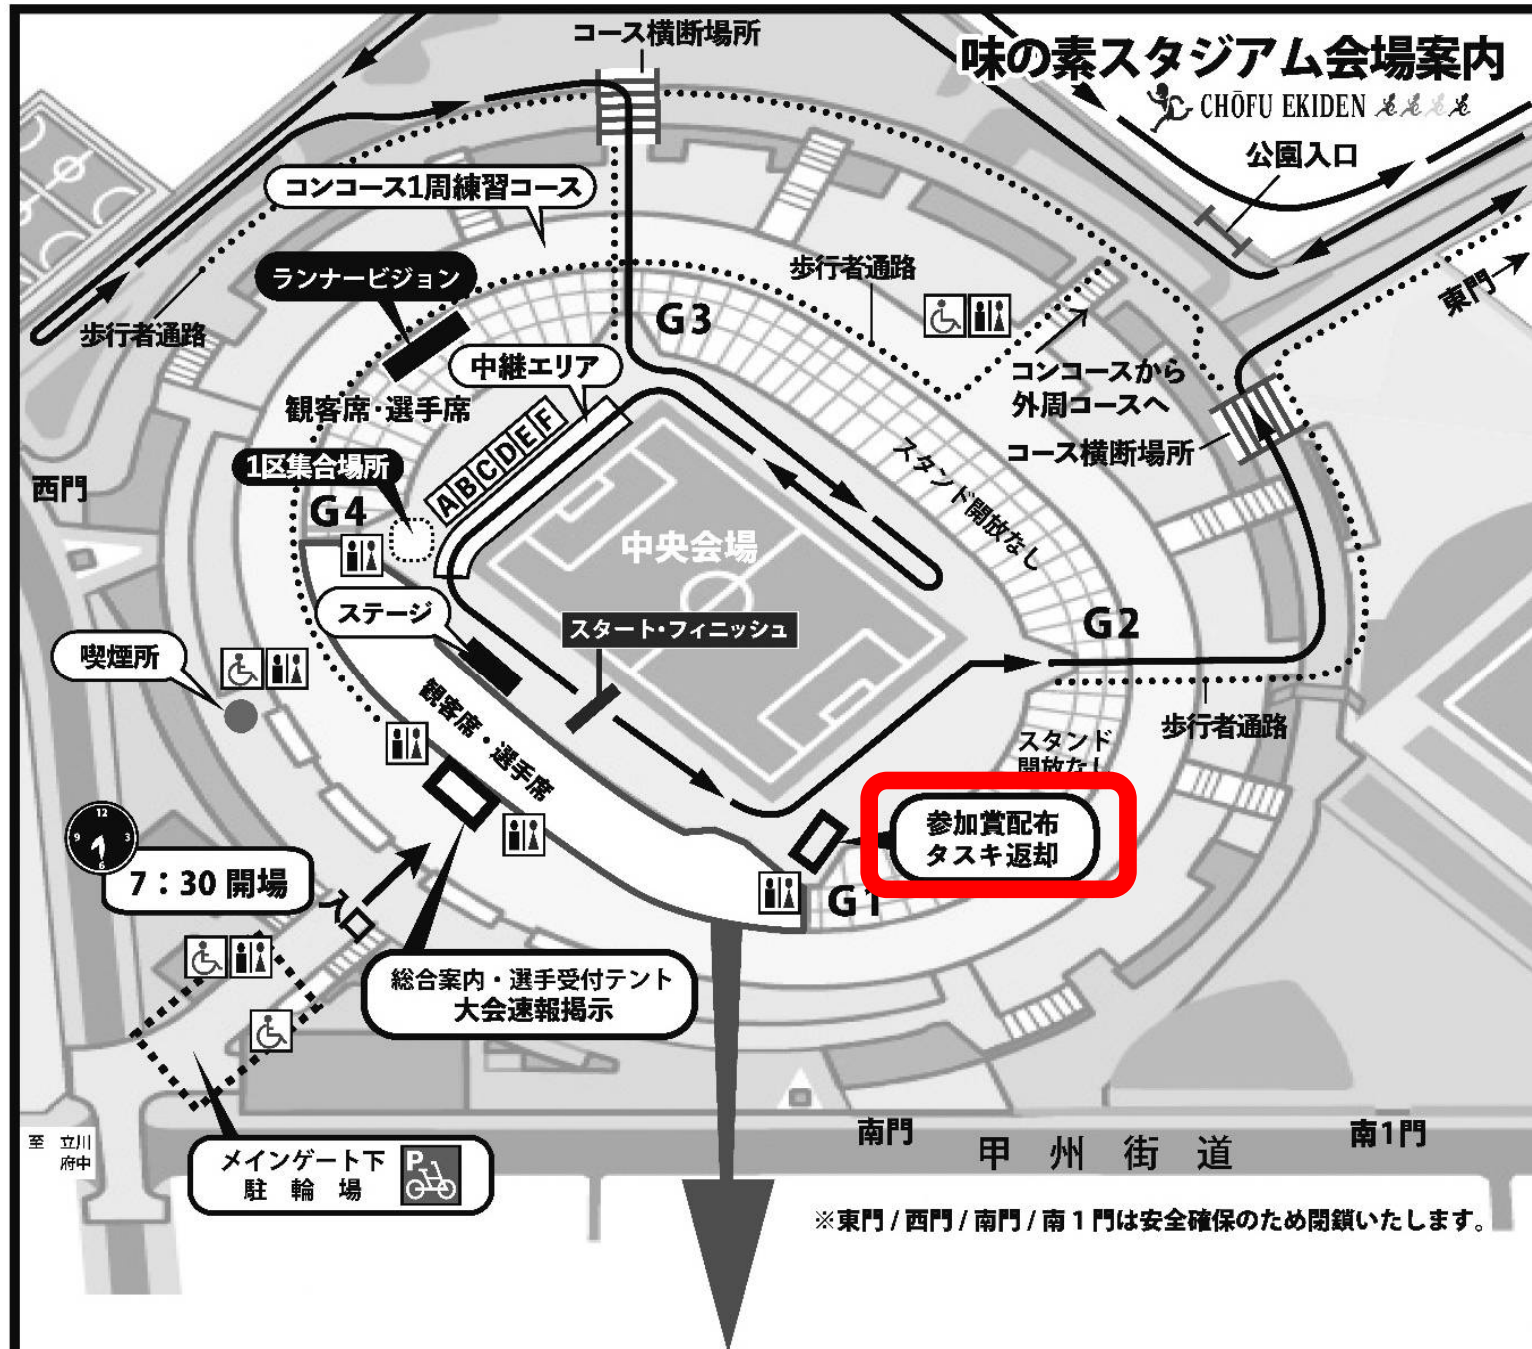 コース横断場所
味の素スタジアム会場案内
CHŌFU EKIDEN
公園入口
コンコース1周練習コース
ランナービジョン
歩行者通路
G3
歩行者通路
東門→
中継エリア
コンコースから
外周コースへ
観客席・選手席
コース横断場所
1区集合場所
A B C D E F
スタンド開放なし
西門
G4
中央会場
ステージ
スタート・フィニッシュ
G2
喫煙所
観客席・選手席
歩行者通路
スタンド
開放なし
参加賞配布
タスキ返却
12
9 3
6
7：30 開場
入口
G1
総合案内・選手受付テント
大会速報掲示
南門
甲州街道
南1門
至 立川
府中
メインゲート下
駐輪場
P
※東門 / 西門 / 南門 / 南１門は安全確保のため閉鎖いたします。